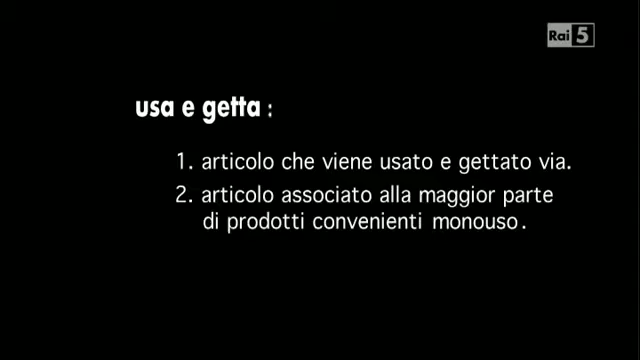 Rai 5
usa e getta :
1. articolo che viene usato e gettato via.
2. articolo associato alla maggior parte
di prodotti convenienti monouso.